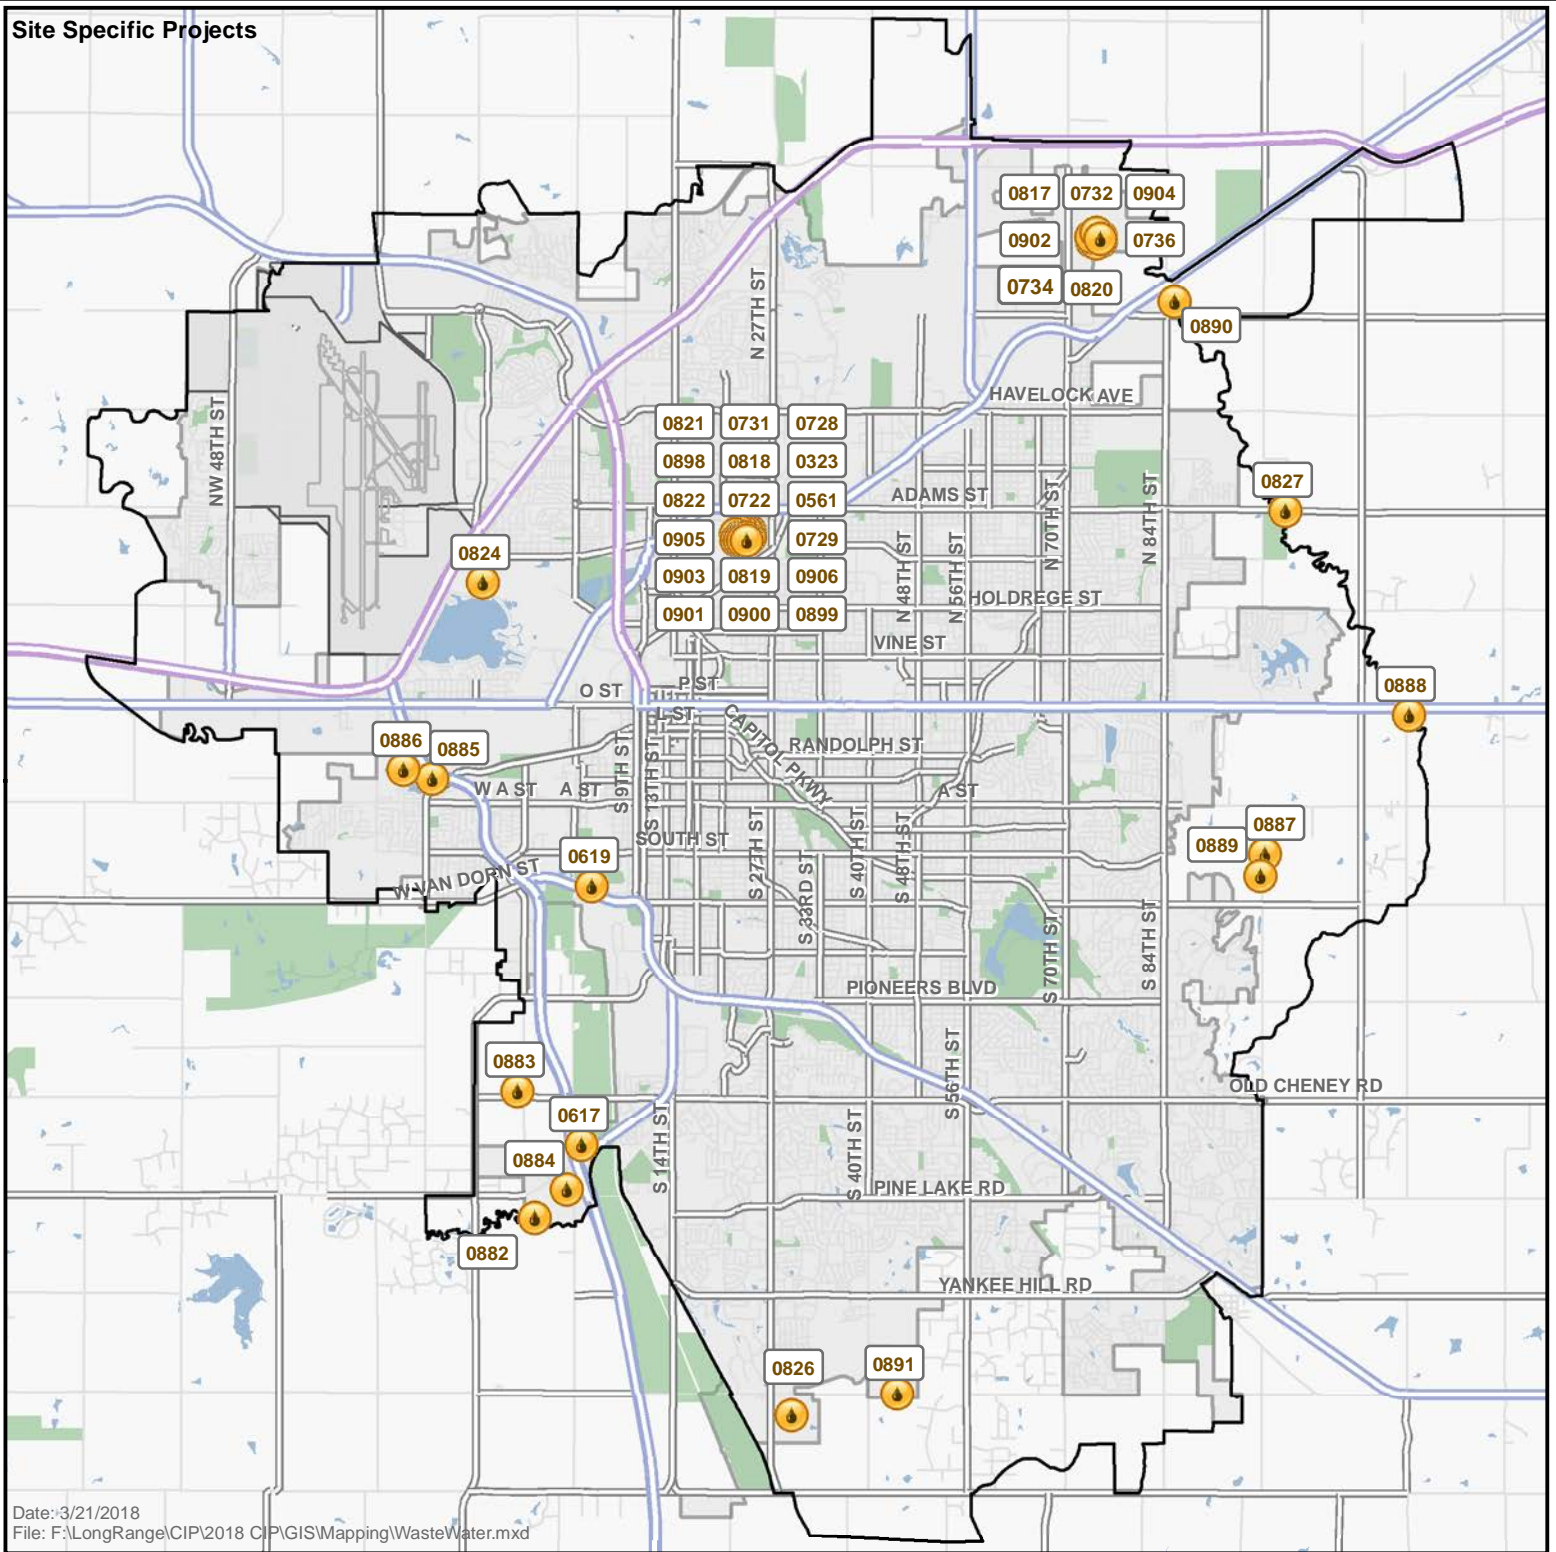 Site Specific Projects
0817 0732 0904
0902 0736
0734 0820
0890
N 27TH ST
HAVELOCK AVE
NW 48TH ST
0821 0731 0728
0898 0818 0323
0822 0722 0561
0905 0729
0903 0819 0906
0901 0900 0899
ADAMS ST
0827
N 70TH ST
N 84TH ST
0824
N 48TH ST
N 56TH ST
HOLDREGE ST
VINE ST
O ST
P ST
L ST
0888
CAPITOL PKWY
RANDOLPH ST
0886
0885
S 9TH ST
S 13TH ST
W A ST
A ST
A ST
SOUTH ST
0887
0889
0619
W VAN DORN ST
S 27TH ST
S 33RD ST
S 40TH ST
S 48TH ST
S 70TH ST
S 84TH ST
PIONEERS BLVD
0883
S 56TH ST
OLD CHENEY RD
0617
0884
S 14TH ST
S 40TH ST
PINE LAKE RD
0882
YANKEE HILL RD
0826
0891
Date: 3/21/2018
File: F:\LongRange\CIP\2018 CIP\GIS\Mapping\WasteWater.mxd